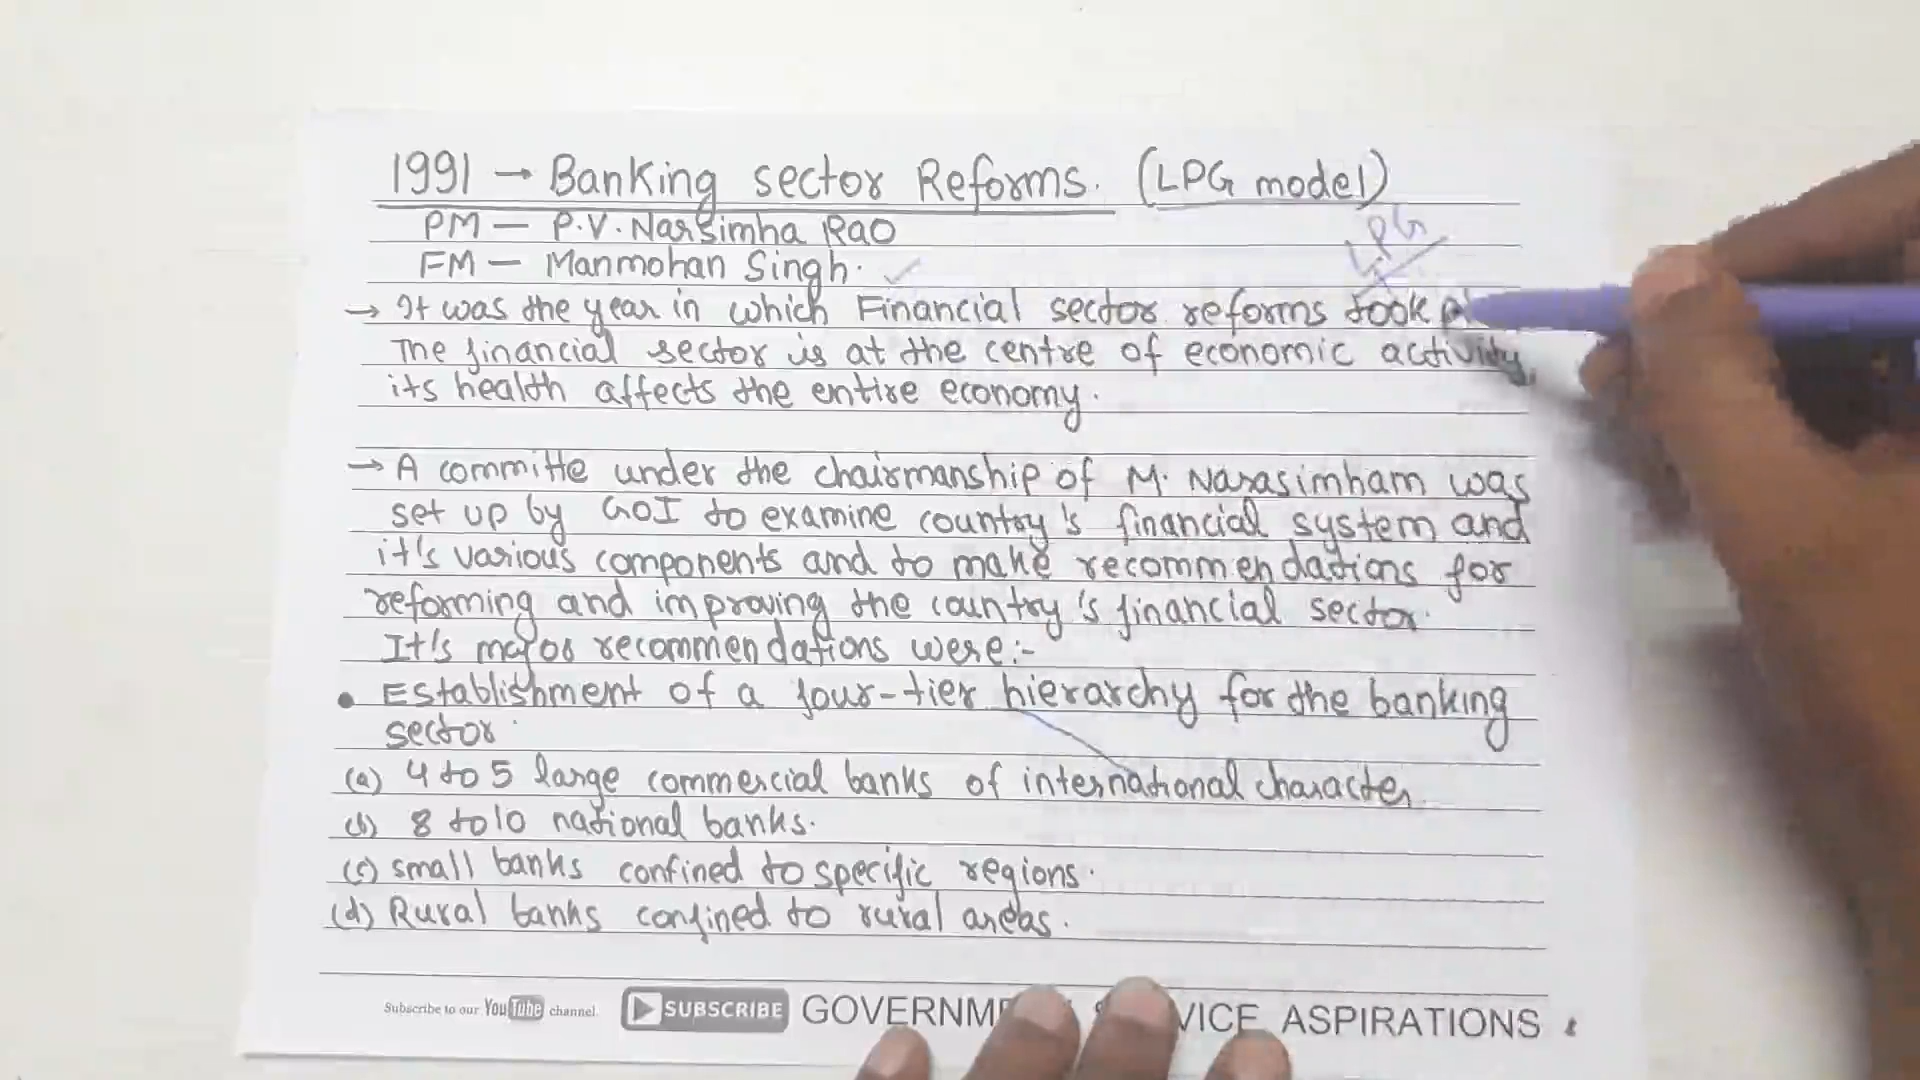 1991 → Banking sector Reforms. (LPG model)
PM — P.V. Narsimha Rao
LPG
FM — Manmohan Singh. ✓
→ It was the year in which Financial sector reforms took
The financial sector is at the centre of economic activity,
its health affects the entire economy.
→ A committe under the chairmanship of M. Narasimham was
set up by GOI to examine country's financial system and
it's various components and to make recommendations for
reforming and improving the country's financial sector.
It's major recommendations were:-
• Establishment of a four-tier hierarchy for the banking
sector.
(a) 4 to 5 large commercial banks of international character.
(b) 8 to 10 national banks.
(c) small banks confined to specific regions.
(d) Rural banks confined to rural areas.
Subscribe to our YouTube channel. SUBSCRIBE ASPIRATIONS